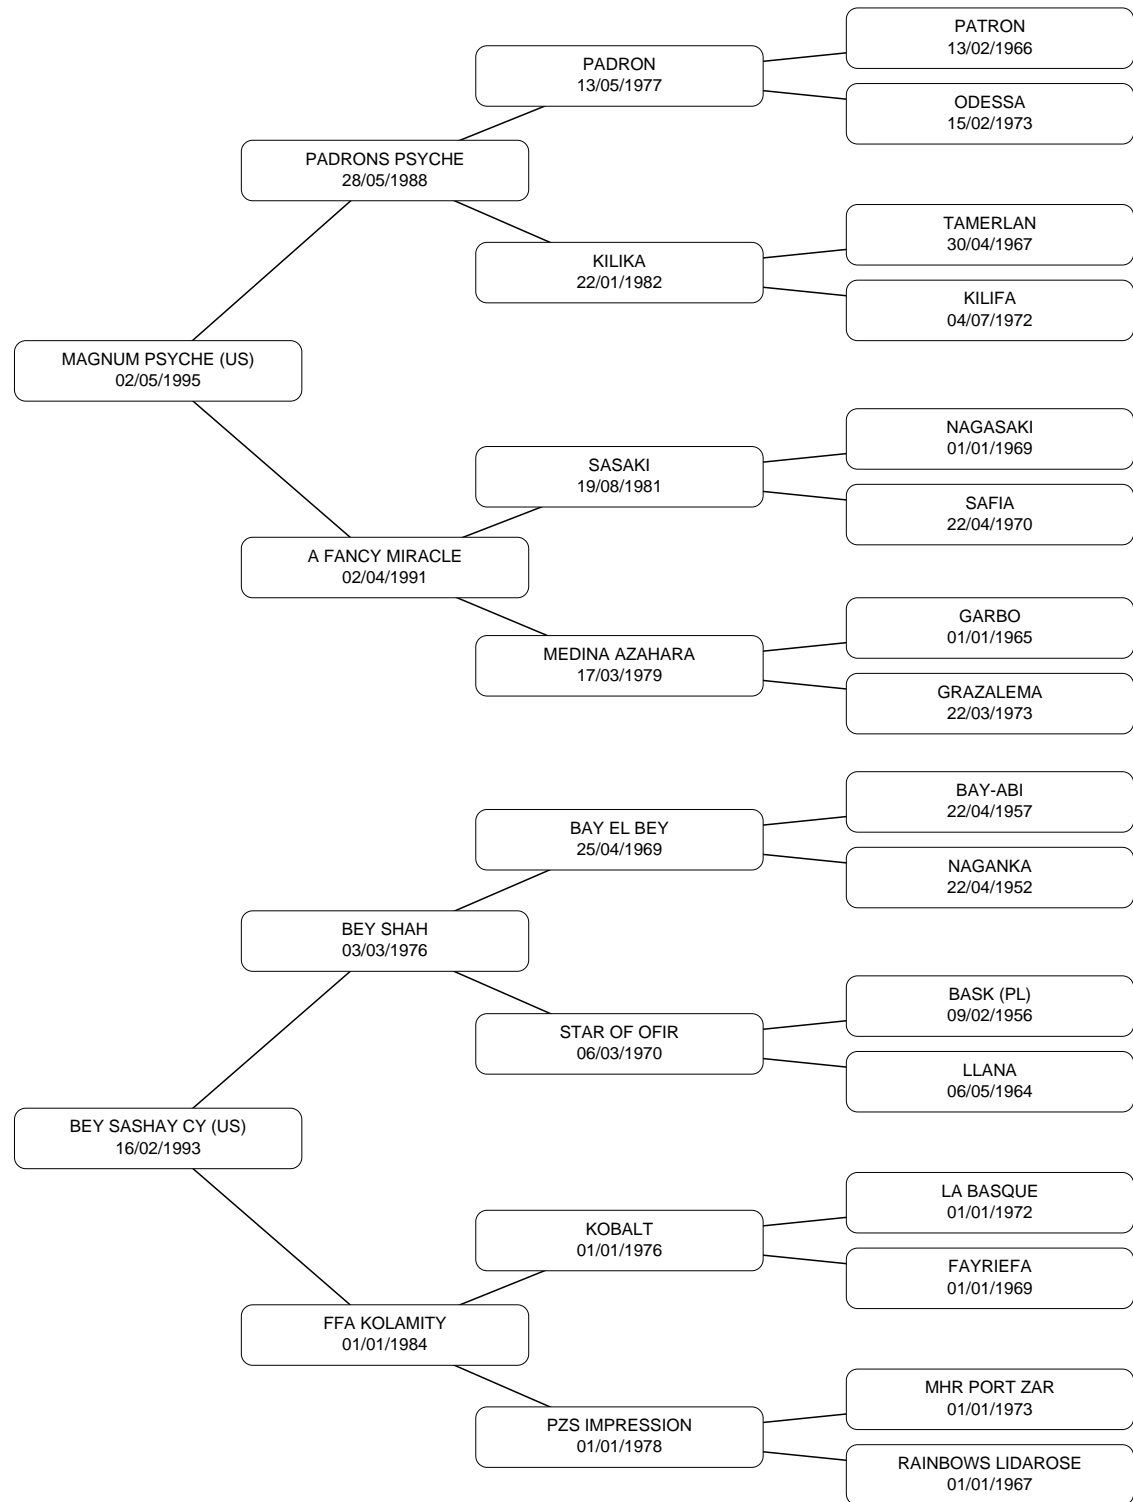 PATRON
13/02/1966
PADRON
13/05/1977
ODESSA
15/02/1973
PADRONS PSYCHE
28/05/1988
TAMERLAN
30/04/1967
KILIKA
22/01/1982
KILIFA
04/07/1972
MAGNUM PSYCHE (US)
02/05/1995
NAGASAKI
01/01/1969
SASAKI
19/08/1981
SAFIA
22/04/1970
A FANCY MIRACLE
02/04/1991
GARBO
01/01/1965
MEDINA AZAHARA
17/03/1979
GRAZALEMA
22/03/1973
BAY-ABI
22/04/1957
BAY EL BEY
25/04/1969
NAGANKA
22/04/1952
BEY SHAH
03/03/1976
BASK (PL)
09/02/1956
STAR OF OFIR
06/03/1970
LLANA
06/05/1964
BEY SASHAY CY (US)
16/02/1993
LA BASQUE
01/01/1972
KOBALT
01/01/1976
FAYRIEFA
01/01/1969
FFA KOLAMITY
01/01/1984
MHR PORT ZAR
01/01/1973
PZS IMPRESSION
01/01/1978
RAINBOWS LIDAROSE
01/01/1967